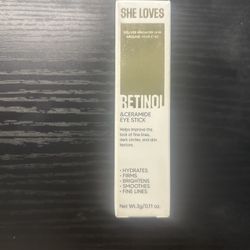 SHE LOVES
RETINOL
& CERAMIDE
EYE STICK
Helps improve the
look of fine lines,
dark circles, and skin
texture.
• HYDRATES
• FIRMS
• BRIGHTENS
• SMOOTHES
• FINE LINES
Net Wt. 3g/0.11 oz.